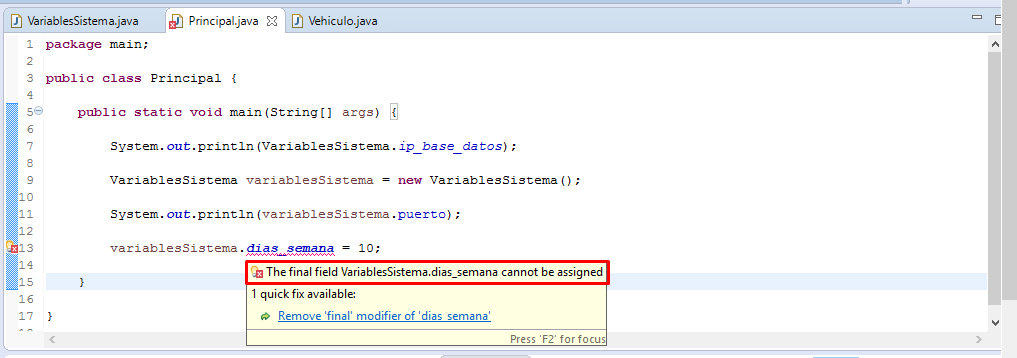 VariablesSistema.java Principal.java Vehiculo.java
1 package main;
2
3 public class Principal {
4
5 public static void main(String[] args) {
6
7 System.out.println(VariablesSistema.ip_base_datos);
8
9 VariablesSistema variablesSistema = new VariablesSistema();
10
11 System.out.println(variablesSistema.puerto);
12
13 variablesSistema.dias_semana = 10;
14
The final field VariablesSistema.dias_semana cannot be assigned
15 }
1 quick fix available:
16
Remove 'final' modifier of 'dias_semana'
17 }
Press 'F2' for focus